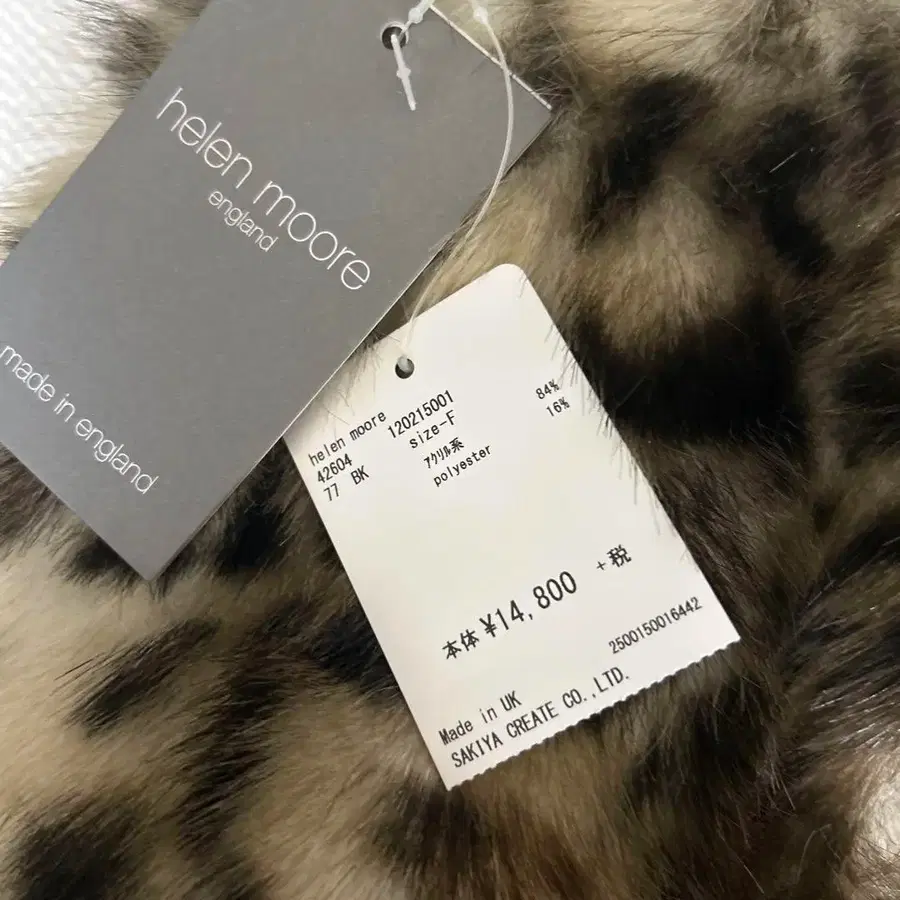 helen moore
england
made in england
helen moore
42604 120215001
77 BK size-F
ｱｸﾘﾙ系 84%
polyester 16%
本体 ¥14,800 +税
2500150016442
Made in UK
SAKIYA CREATE CO.,LTD.